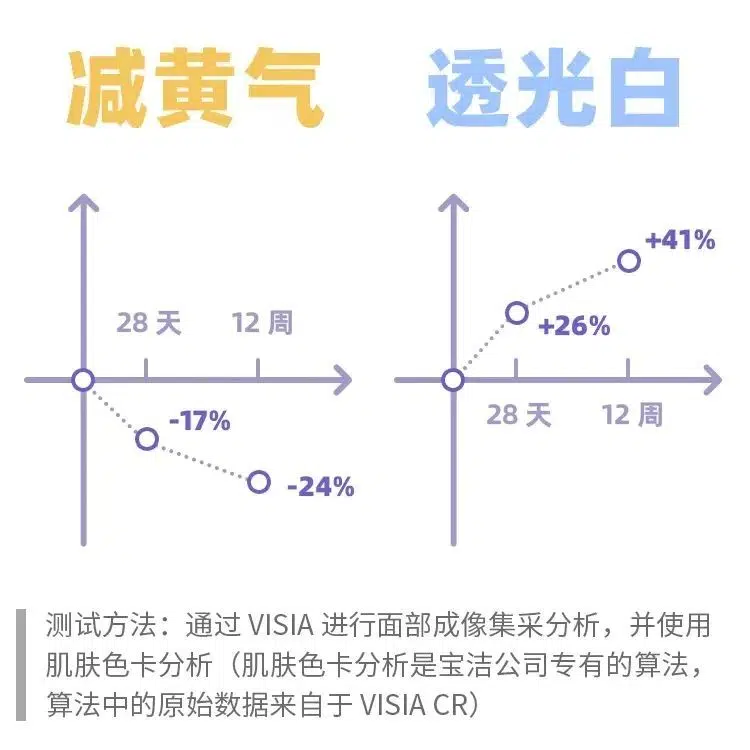 减黄气
透光白
28 天
12 周
-17%
-24%
+41%
+26%
28 天
12 周
测试方法：通过 VISIA 进行面部成像集采分析，并使用
肌肤色卡分析（肌肤色卡分析是宝洁公司专有的算法，
算法中的原始数据来自于 VISIA CR）